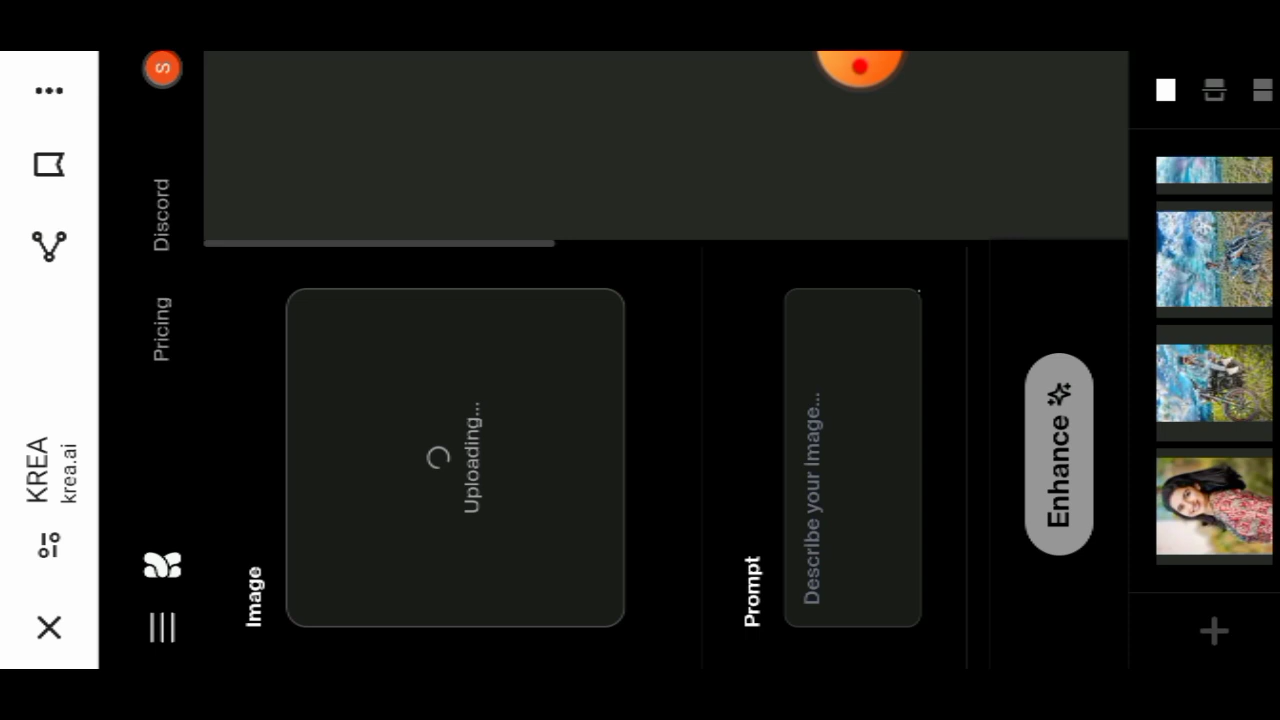 KREA
krea.ai
Pricing
Discord
S
Image
Uploading...
Prompt
Describe your image...
Enhance